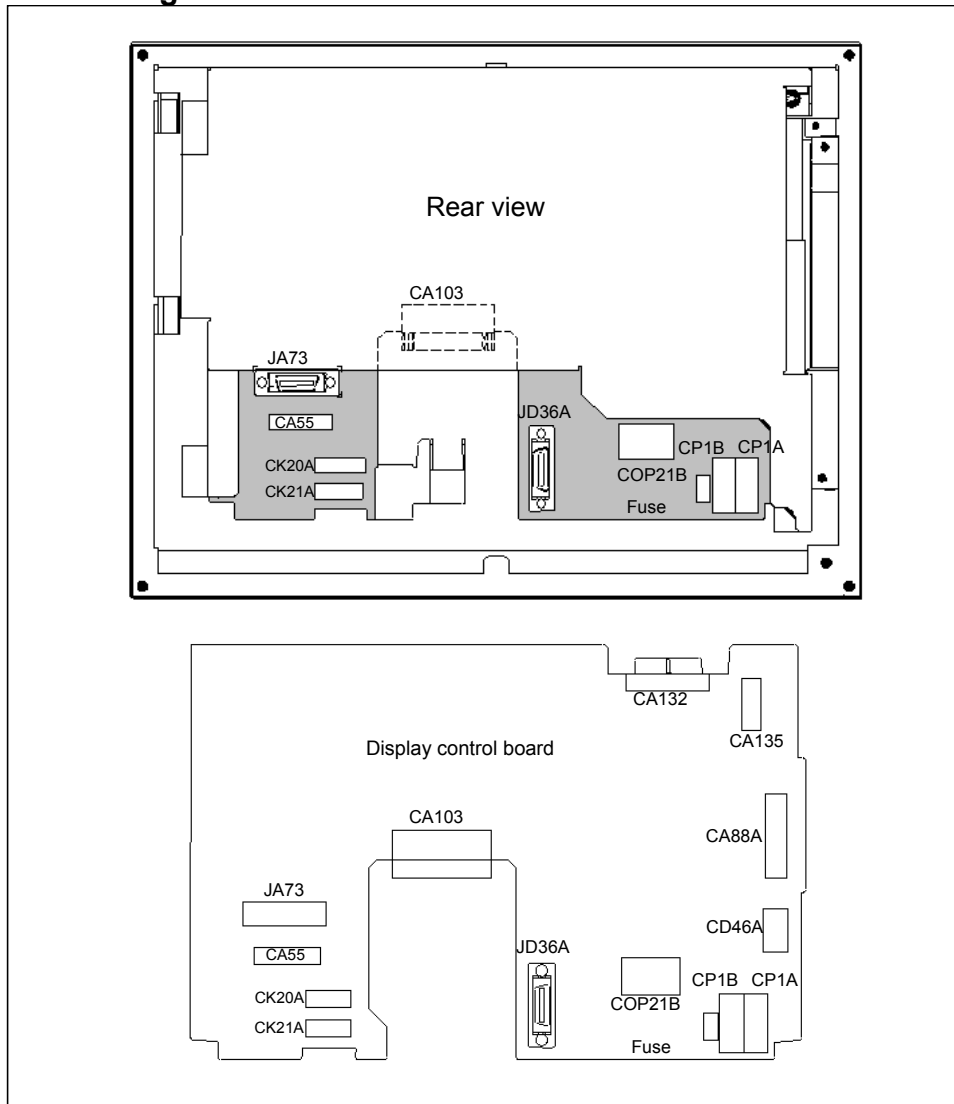 Rear view
CA103
JA73
CA55
JD36A
CP1B
CP1A
CK20A
COP21B
CK21A
Fuse
CA132
CA135
Display control board
CA103
CA88A
JA73
CD46A
JD36A
CA55
CP1B
CP1A
CK20A
COP21B
CK21A
Fuse